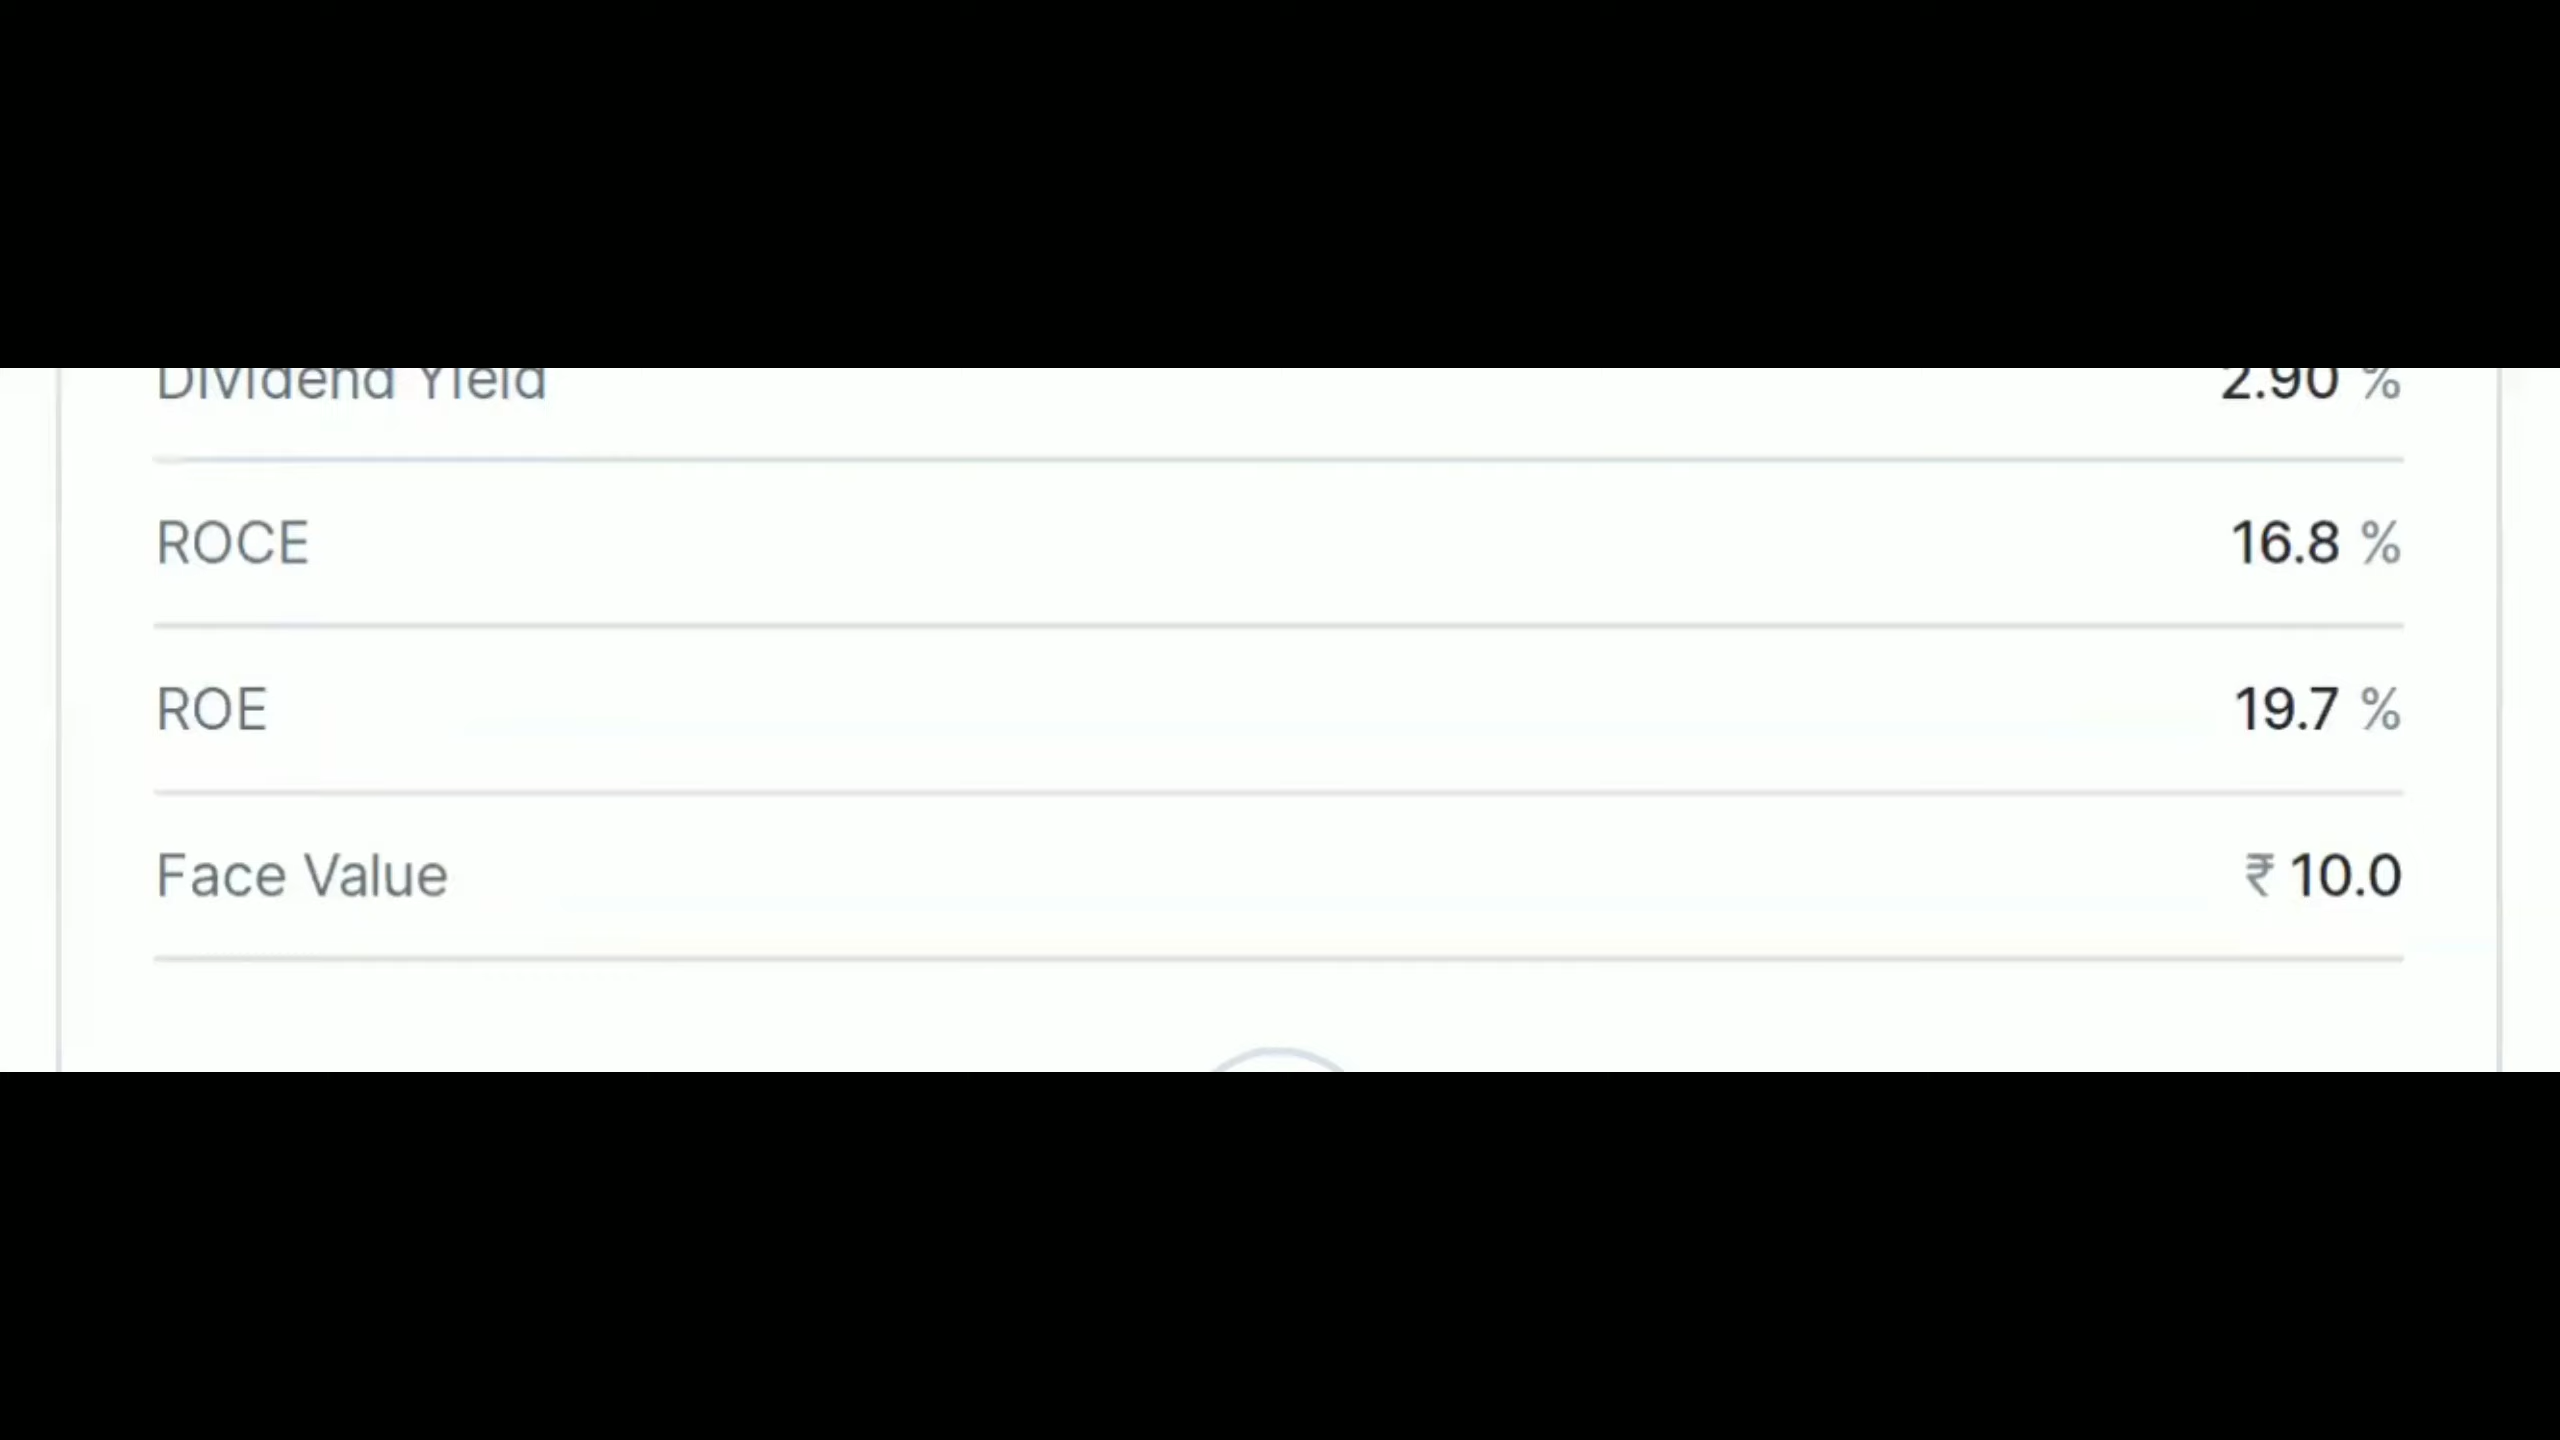 Dividend Yield 2.90 %
ROCE 16.8 %
ROE 19.7 %
Face Value ₹ 10.0